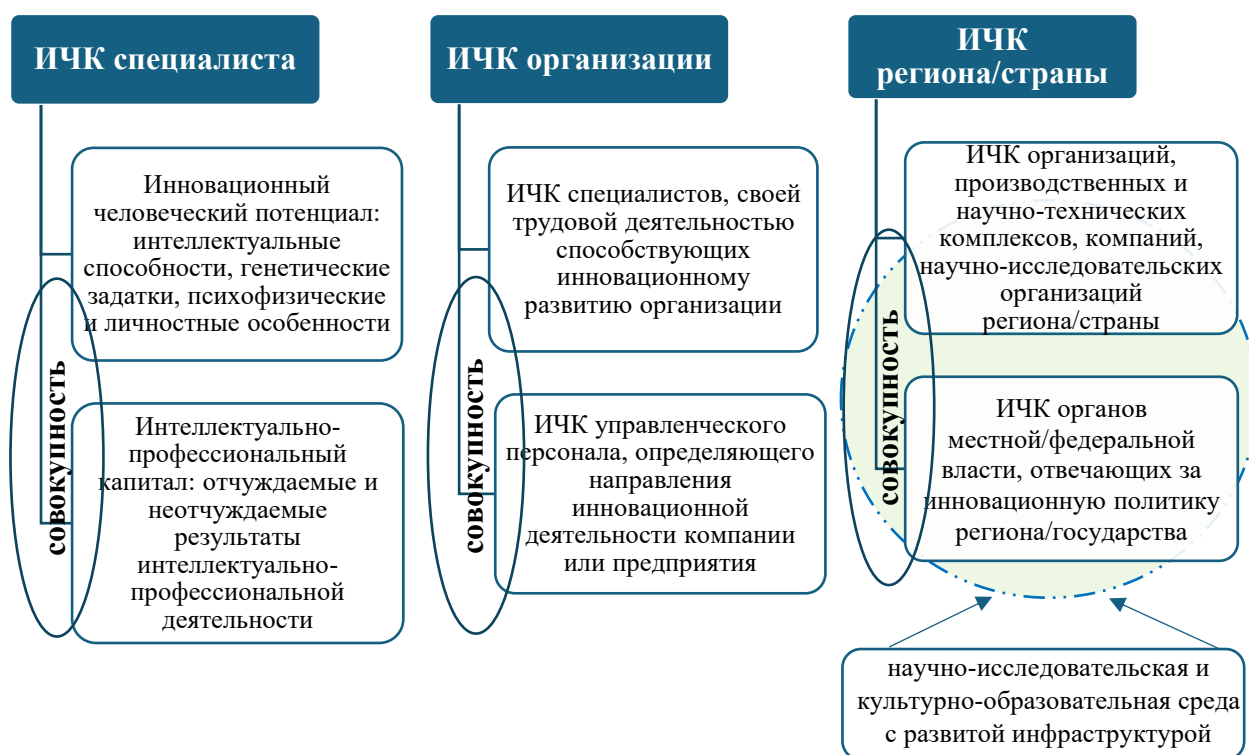 ИЧК специалиста
Инновационный
человеческий потенциал:
интеллектуальные
способности, генетические
задатки, психофизические
и личностные особенности
совокупность
Интеллектуально-
профессиональный
капитал: отчуждаемые и
неотчуждаемые
результаты
интеллектуально-
профессиональной
деятельности
ИЧК организации
ИЧК специалистов, своей
трудовой деятельностью
способствующих
инновационному
развитию организации
совокупность
ИЧК управленческого
персонала, определяющего
направления
инновационной
деятельности компании
или предприятия
ИЧК
региона/страны
ИЧК организаций,
производственных и
научно-технических
комплексов, компаний,
научно-исследовательских
организаций
региона/страны
совокупность
ИЧК органов
местной/федеральной
власти, отвечающих за
инновационную политику
региона/государства
научно-исследовательская и
культурно-образовательная среда
с развитой инфраструктурой